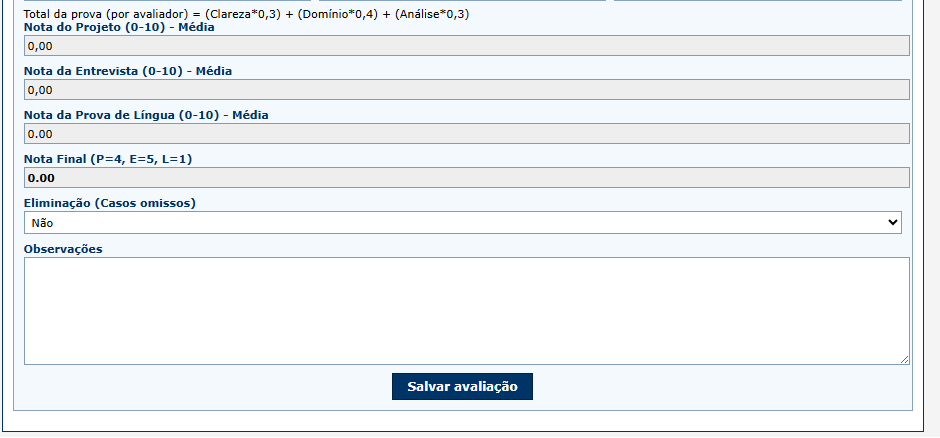 Total da prova (por avaliador) = (Clareza*0,3) + (Domínio*0,4) + (Análise*0,3)
Nota do Projeto (0-10) - Média
0,00
Nota da Entrevista (0-10) - Média
0,00
Nota da Prova de Língua (0-10) - Média
0.00
Nota Final (P=4, E=5, L=1)
0.00
Eliminação (Casos omissos)
Não
Observações
Salvar avaliação